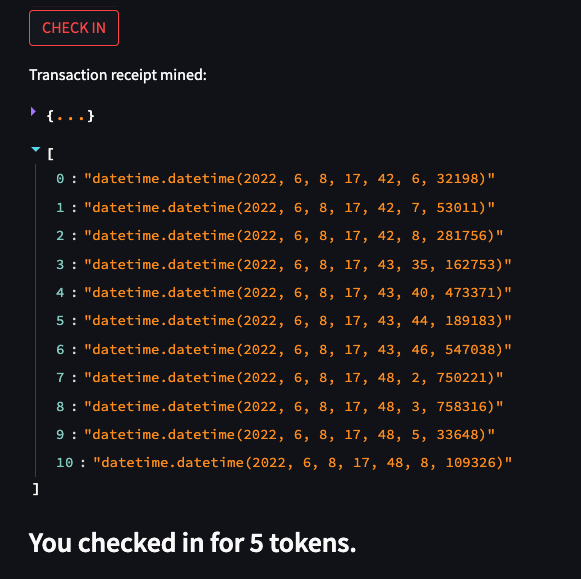 CHECK IN
Transaction receipt mined:
{...}
[
0 : "datetime.datetime(2022, 6, 8, 17, 42, 6, 32198)"
1 : "datetime.datetime(2022, 6, 8, 17, 42, 7, 53011)"
2 : "datetime.datetime(2022, 6, 8, 17, 42, 8, 281756)"
3 : "datetime.datetime(2022, 6, 8, 17, 43, 35, 162753)"
4 : "datetime.datetime(2022, 6, 8, 17, 43, 40, 473371)"
5 : "datetime.datetime(2022, 6, 8, 17, 43, 44, 189183)"
6 : "datetime.datetime(2022, 6, 8, 17, 43, 46, 547038)"
7 : "datetime.datetime(2022, 6, 8, 17, 48, 2, 750221)"
8 : "datetime.datetime(2022, 6, 8, 17, 48, 3, 758316)"
9 : "datetime.datetime(2022, 6, 8, 17, 48, 5, 33648)"
10 : "datetime.datetime(2022, 6, 8, 17, 48, 8, 109326)"
]
You checked in for 5 tokens.